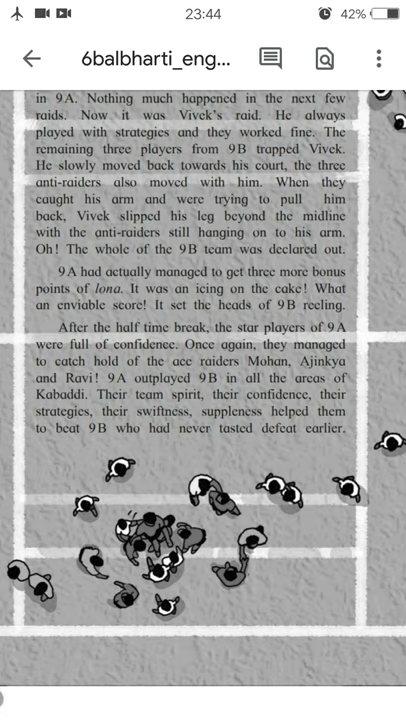 23:44
42%
6balbharti_eng...
in 9A. Nothing much happened in the next few
raids. Now it was Vivek's raid. He always
played with strategies and they worked fine. The
remaining three players from 9B trapped Vivek.
He slowly moved back towards his court, the three
anti-raiders also moved with him. When they
caught his arm and were trying to pull him
back, Vivek slipped his leg beyond the midline
with the anti-raiders still hanging on to his arm.
Oh! The whole of the 9B team was declared out.
9A had actually managed to get three more bonus
points of lona. It was an icing on the cake! What
an enviable score! It set the heads of 9B reeling.
After the half time break, the star players of 9A
were full of confidence. Once again, they managed
to catch hold of the ace raiders Mohan, Ajinkya
and Ravi! 9A outplayed 9B in all the areas of
Kabaddi. Their team spirit, their confidence, their
strategies, their swiftness, suppleness helped them
to beat 9B who had never tasted defeat earlier.